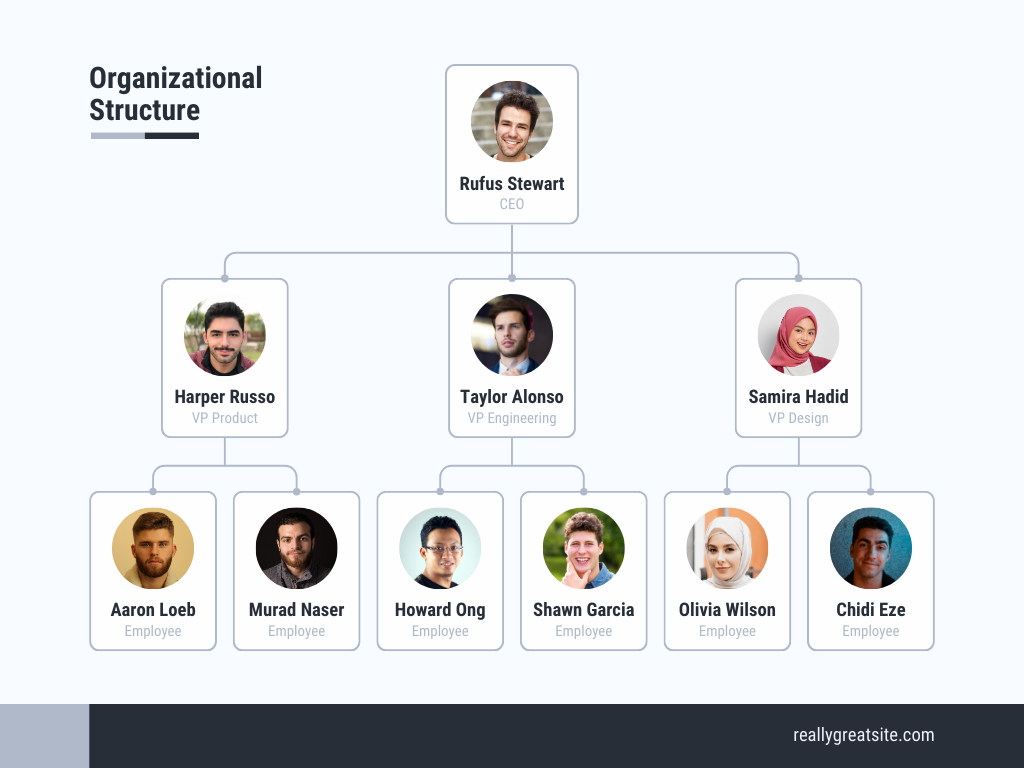 Organizational
Structure
Rufus Stewart
CEO
Harper Russo
VP Product
Taylor Alonso
VP Engineering
Samira Hadid
VP Design
Aaron Loeb
Employee
Murad Naser
Employee
Howard Ong
Employee
Shawn Garcia
Employee
Olivia Wilson
Employee
Chidi Eze
Employee
reallygreatsite.com